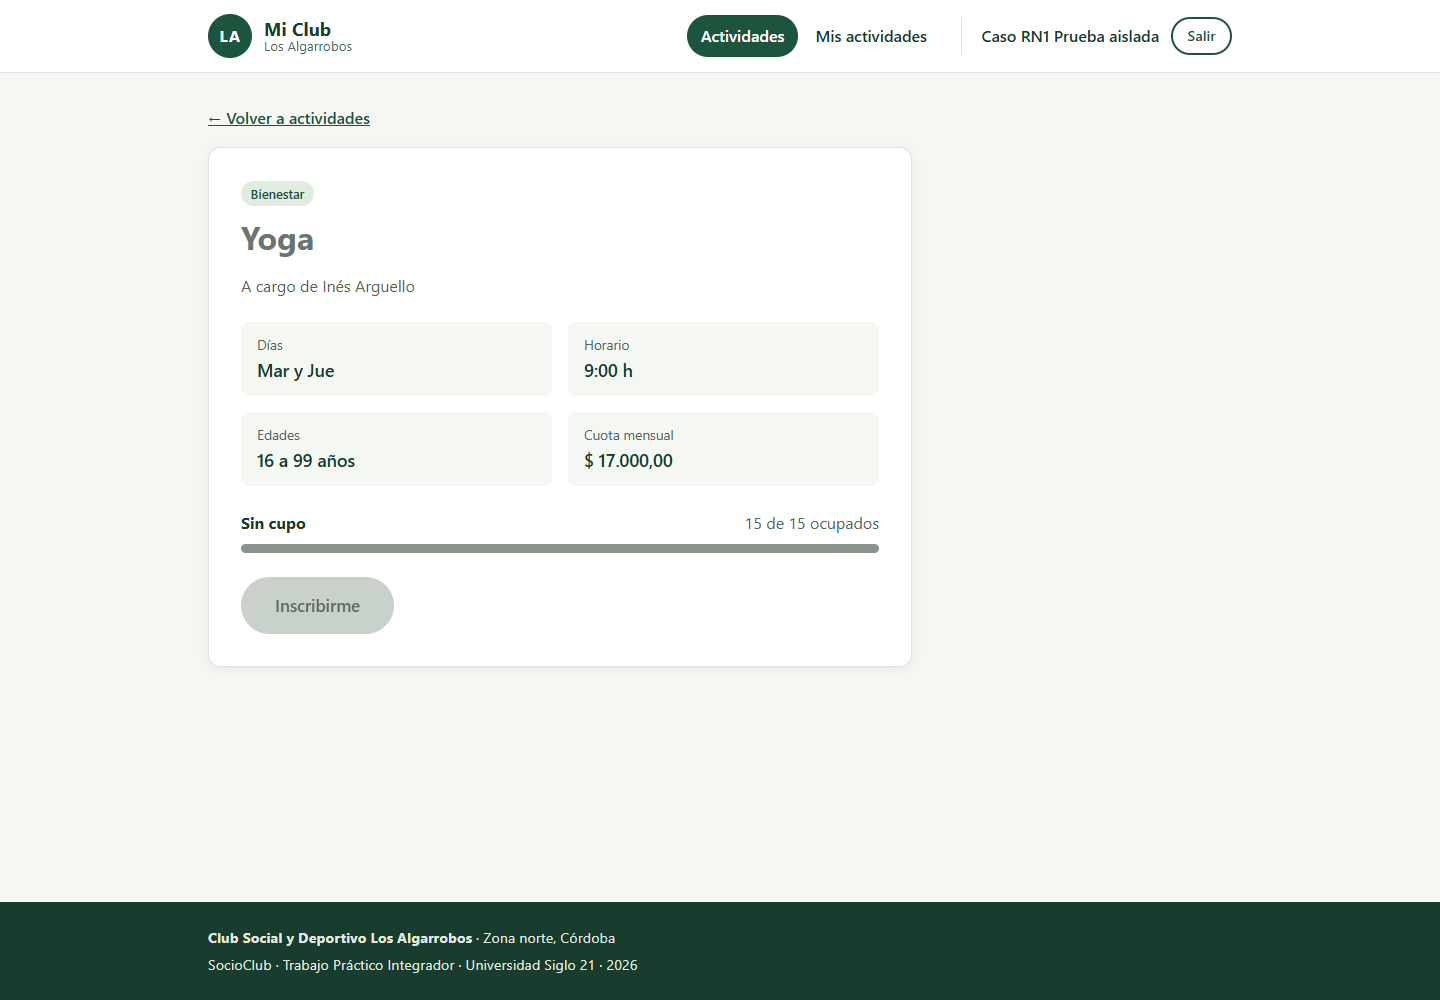 LA
Mi Club
Los Algarrobos
Actividades
Mis actividades
Caso RN1 Prueba aislada
Salir
← Volver a actividades
Bienestar
Yoga
A cargo de Inés Arguello
Días
Mar y Jue
Horario
9:00 h
Edades
16 a 99 años
Cuota mensual
$ 17.000,00
Sin cupo
15 de 15 ocupados
Inscribirme
Club Social y Deportivo Los Algarrobos · Zona norte, Córdoba
SocioClub · Trabajo Práctico Integrador · Universidad Siglo 21 · 2026